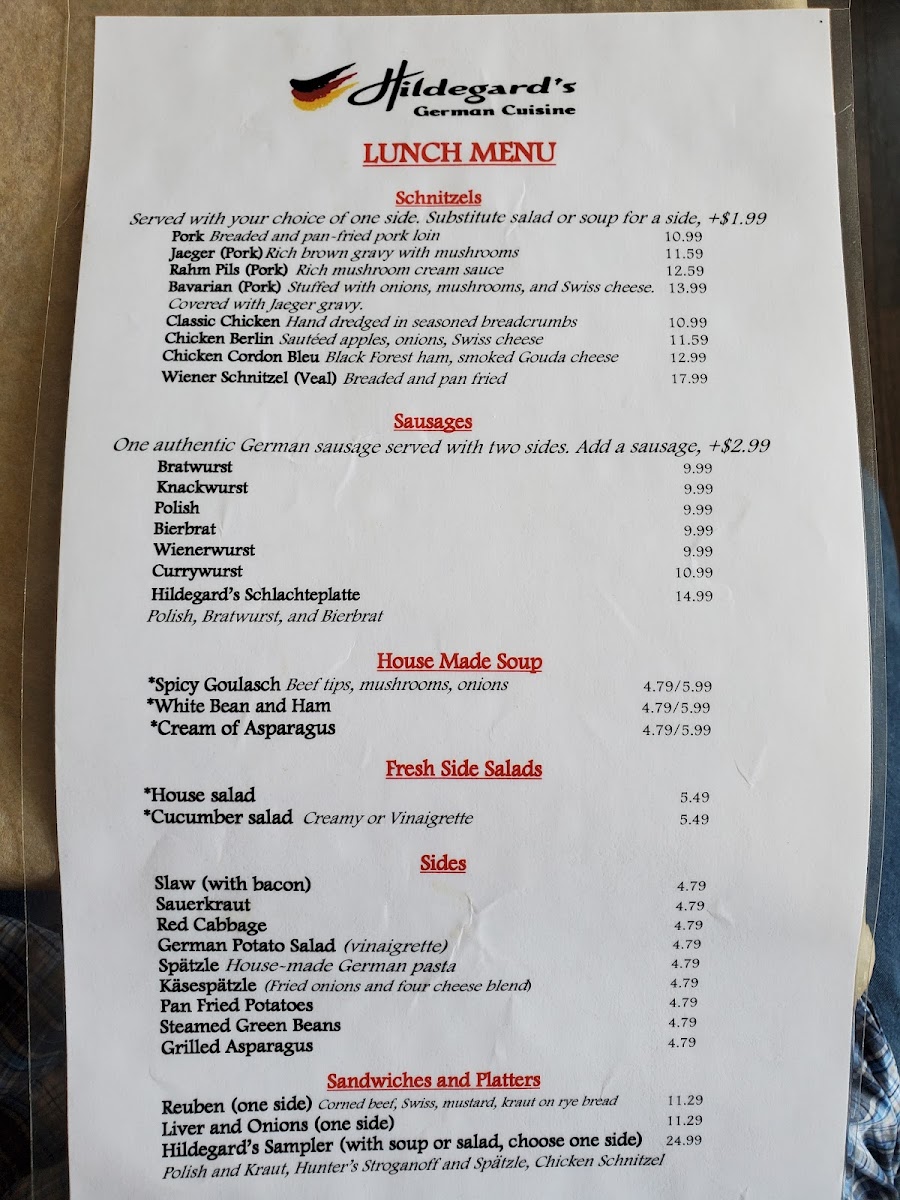 Hildegard's
German Cuisine
LUNCH MENU
Schnitzels
Served with your choice of one side. Substitute salad or soup for a side, +$1.99
Pork Breaded and pan-fried pork loin 10.99
Jaeger (Pork) Rich brown gravy with mushrooms 11.59
Rahm Pils (Pork) Rich mushroom cream sauce 12.59
Bavarian (Pork) Stuffed with onions, mushrooms, and Swiss cheese. 13.99
Covered with Jaeger gravy.
Classic Chicken Hand dredged in seasoned breadcrumbs 10.99
Chicken Berlin Sautéed apples, onions, Swiss cheese 11.59
Chicken Cordon Bleu Black Forest ham, smoked Gouda cheese 12.99
Wiener Schnitzel (Veal) Breaded and pan fried 17.99
Sausages
One authentic German sausage served with two sides. Add a sausage, +$2.99
Bratwurst 9.99
Knackwurst 9.99
Polish 9.99
Bierbrat 9.99
Wienerwurst 9.99
Currywurst 10.99
Hildegard's Schlachteplatte 14.99
Polish, Bratwurst, and Bierbrat
House Made Soup
*Spicy Goulasch Beef tips, mushrooms, onions 4.79/5.99
*White Bean and Ham 4.79/5.99
*Cream of Asparagus 4.79/5.99
Fresh Side Salads
*House salad 5.49
*Cucumber salad Creamy or Vinaigrette 5.49
Sides
Slaw (with bacon) 4.79
Sauerkraut 4.79
Red Cabbage 4.79
German Potato Salad (vinaigrette) 4.79
Spätzle House-made German pasta 4.79
Käsespätzle (Fried onions and four cheese blend) 4.79
Pan Fried Potatoes 4.79
Steamed Green Beans 4.79
Grilled Asparagus 4.79
Sandwiches and Platters
Reuben (one side) Corned beef, Swiss, mustard, kraut on rye bread 11.29
Liver and Onions (one side) 11.29
Hildegard's Sampler (with soup or salad, choose one side) 24.99
Polish and Kraut, Hunter's Stroganoff and Spätzle, Chicken Schnitzel